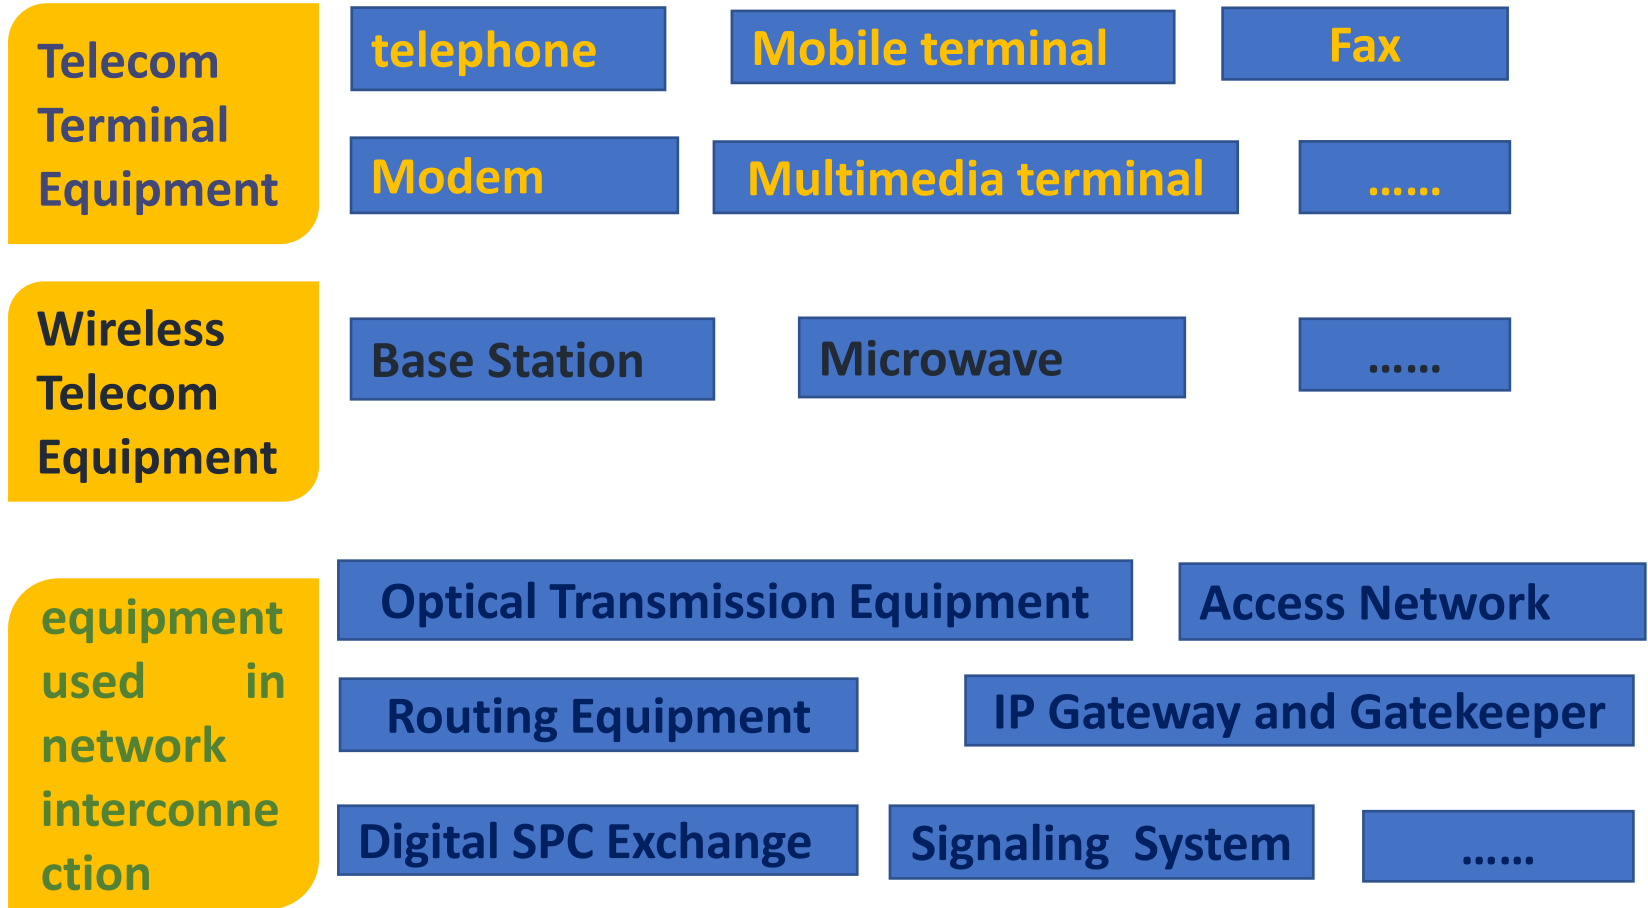 Telecom
Terminal
Equipment
telephone
Mobile terminal
Fax
Modem
Multimedia terminal
……
Wireless
Telecom
Equipment
Base Station
Microwave
……
equipment
used in
network
interconne
ction
Optical Transmission Equipment
Access Network
Routing Equipment
IP Gateway and Gatekeeper
Digital SPC Exchange
Signaling System
……